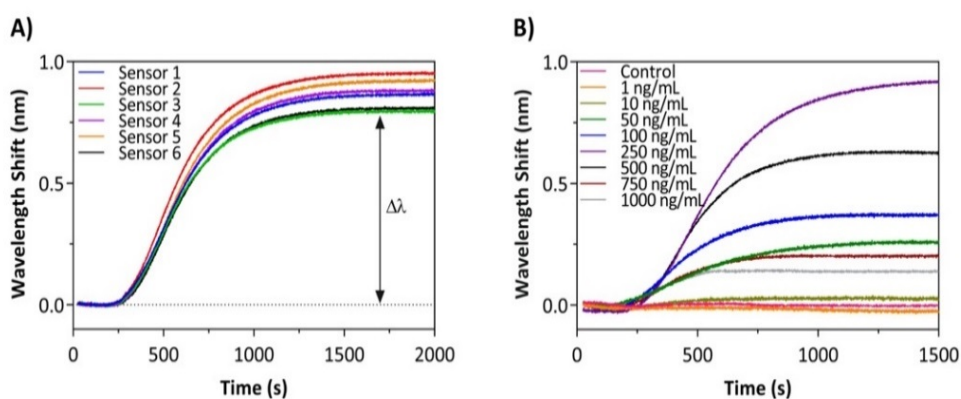 A)
Wavelength Shift (nm)
1.0
0.5
0.0
Sensor 1
Sensor 2
Sensor 3
Sensor 4
Sensor 5
Sensor 6
Δλ
0 500 1000 1500 2000
Time (s)
B)
Wavelength Shift (nm)
1.0
0.5
0.0
Control
1 ng/mL
10 ng/mL
50 ng/mL
100 ng/mL
250 ng/mL
500 ng/mL
750 ng/mL
1000 ng/mL
0 500 1000 1500
Time (s)